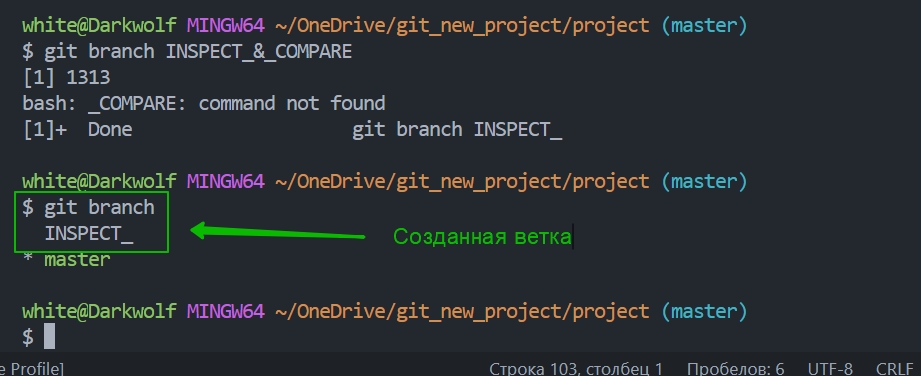 white@Darkwolf MINGW64 ~/OneDrive/git_new_project/project (master)
$ git branch INSPECT_&_COMPARE
[1] 1313
bash: _COMPARE: command not found
[1]+  Done                    git branch INSPECT_
white@Darkwolf MINGW64 ~/OneDrive/git_new_project/project (master)
$ git branch
INSPECT_
Созданная ветка
* master
white@Darkwolf MINGW64 ~/OneDrive/git_new_project/project (master)
$
e Profile] Строка 103, столбец 1 Пробелов: 6 UTF-8 CRLF